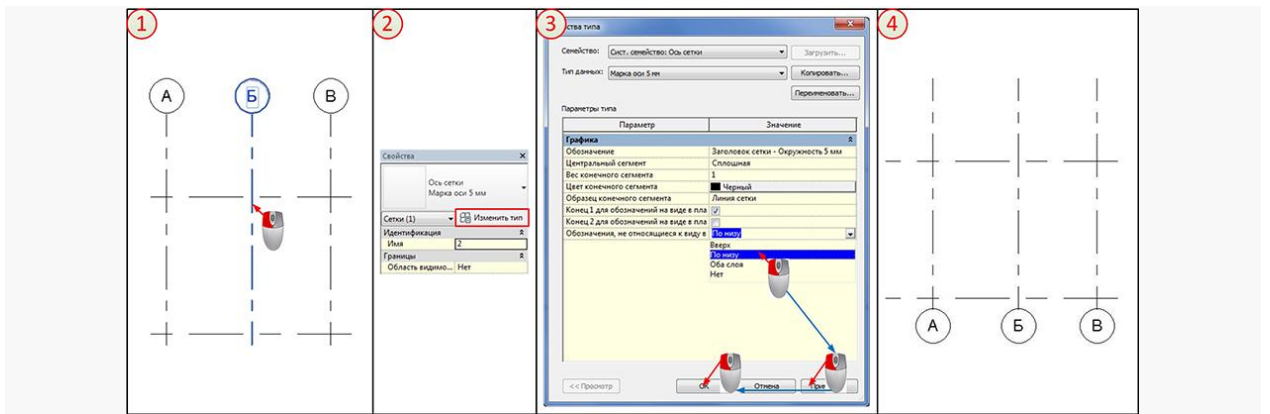 1
А
Б
В
2
Свойства
Ось сетки
Марка оси 5 мм
Сетки (1)
Изменить тип
Идентификация
Имя
2
Границы
Область видимо...
Нет
3
ства типа
Семейство:
Сист. семейство: Ось сетки
Загрузить...
Тип данных:
Марка оси 5 мм
Копировать...
Переименовать...
Параметры типа
Параметр
Значение
Графика
Обозначение
Заголовок сетки - Окружность 5 мм
Центральный сегмент
Сплошная
Вес конечного сегмента
1
Цвет конечного сегмента
Черный
Образец конечного сегмента
Линия сетки
Конец 1 для обозначений на виде в пла
Конец 2 для обозначений на виде в пла
Обозначения, не относящиеся к виду в
По низу
Вверх
По низу
Оба слоя
Нет
<< Просмотр
ОК
Отмена
При
4
А
Б
В